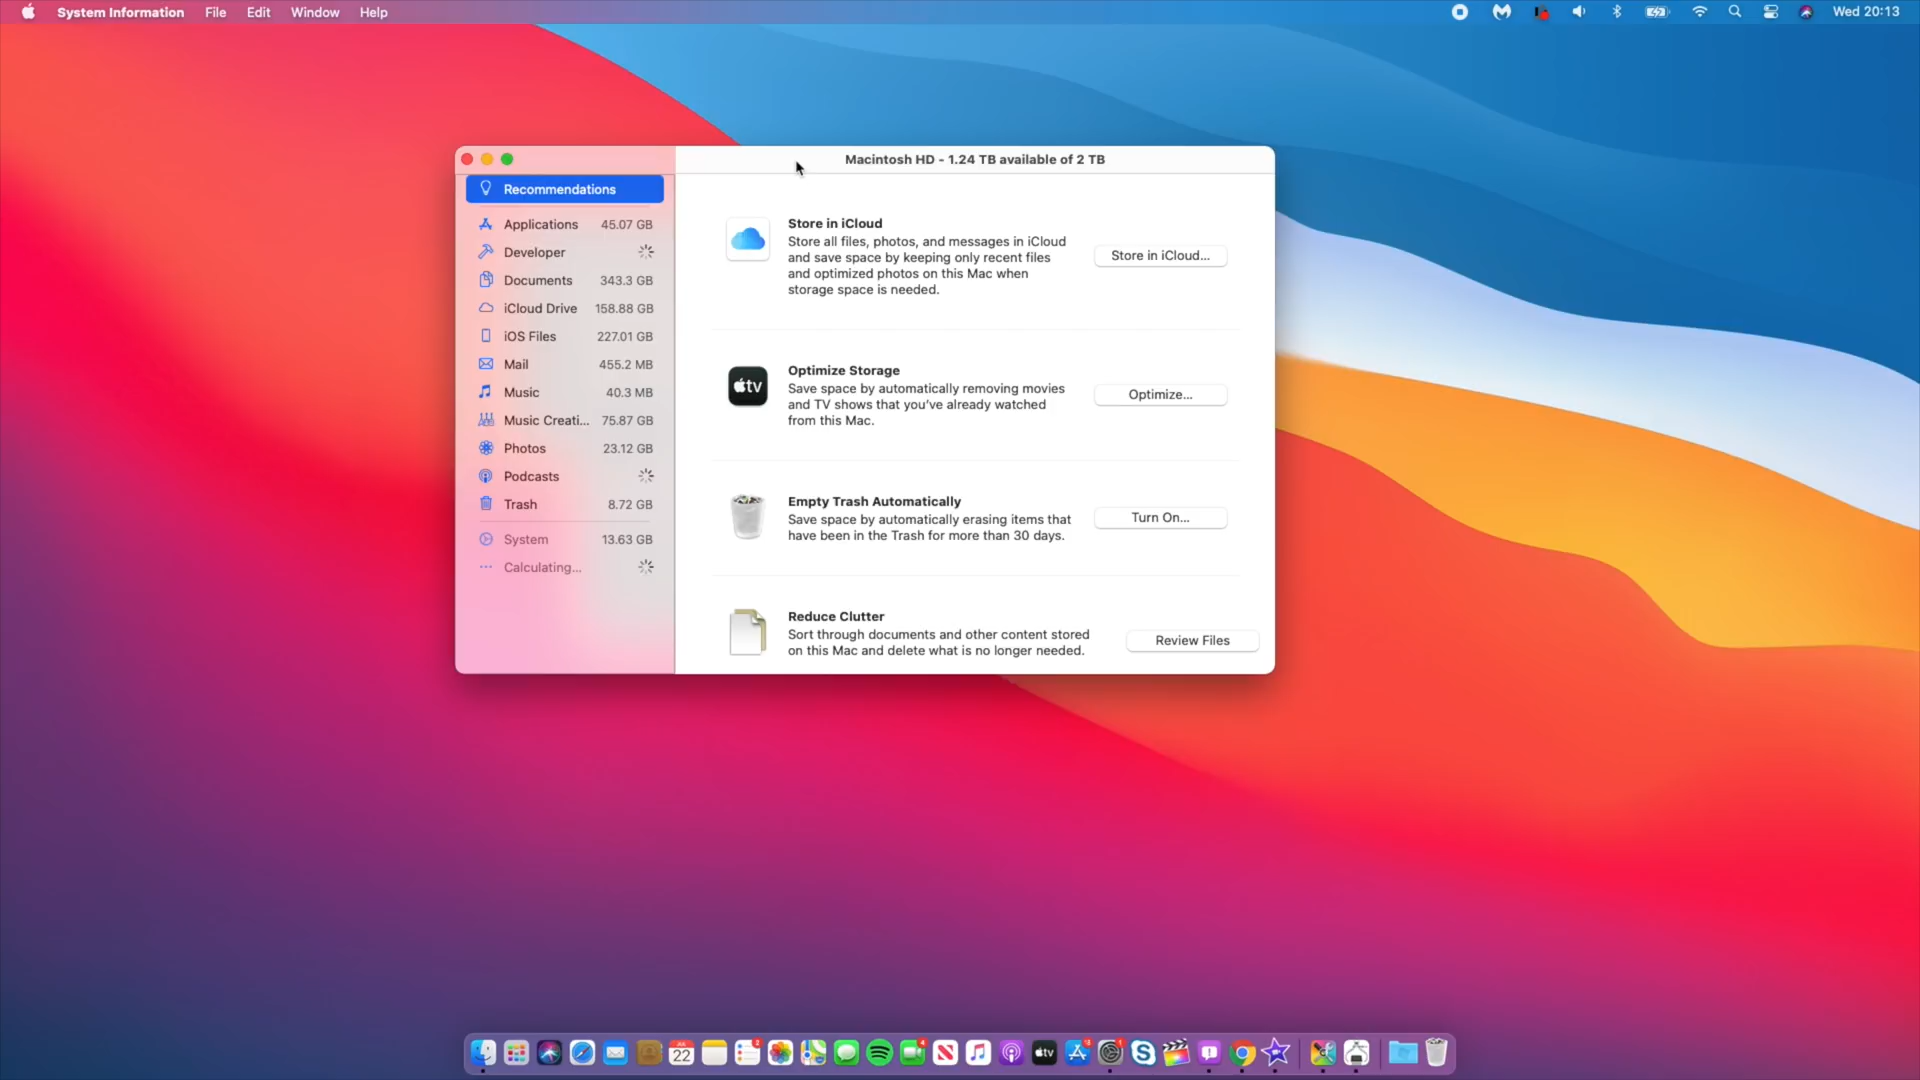 System Information File Edit Window Help Wed 20:13
Macintosh HD - 1.24 TB available of 2 TB
Recommendations
Applications 45.07 GB
Developer
Documents 343.3 GB
iCloud Drive 158.88 GB
iOS Files 227.01 GB
Mail 455.2 MB
Music 40.3 MB
Music Creati... 75.87 GB
Photos 23.12 GB
Podcasts
Trash 8.72 GB
System 13.63 GB
Calculating...
Store in iCloud
Store all files, photos, and messages in iCloud
and save space by keeping only recent files
and optimized photos on this Mac when
storage space is needed.
Store in iCloud...
tv
Optimize Storage
Save space by automatically removing movies
and TV shows that you've already watched
from this Mac.
Optimize...
Empty Trash Automatically
Save space by automatically erasing items that
have been in the Trash for more than 30 days.
Turn On...
Reduce Clutter
Sort through documents and other content stored
on this Mac and delete what is no longer needed.
Review Files
JUL
22
tv